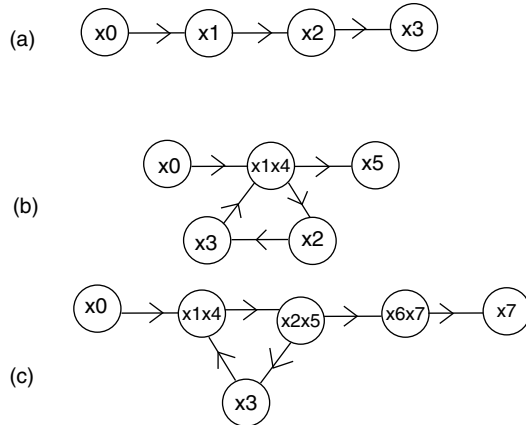 (a) x0 x1 x2 x3
x0 x1x4 x5
(b) x3 x2
x0 x1x4 x2x5 x6x7 x7
(c) x3